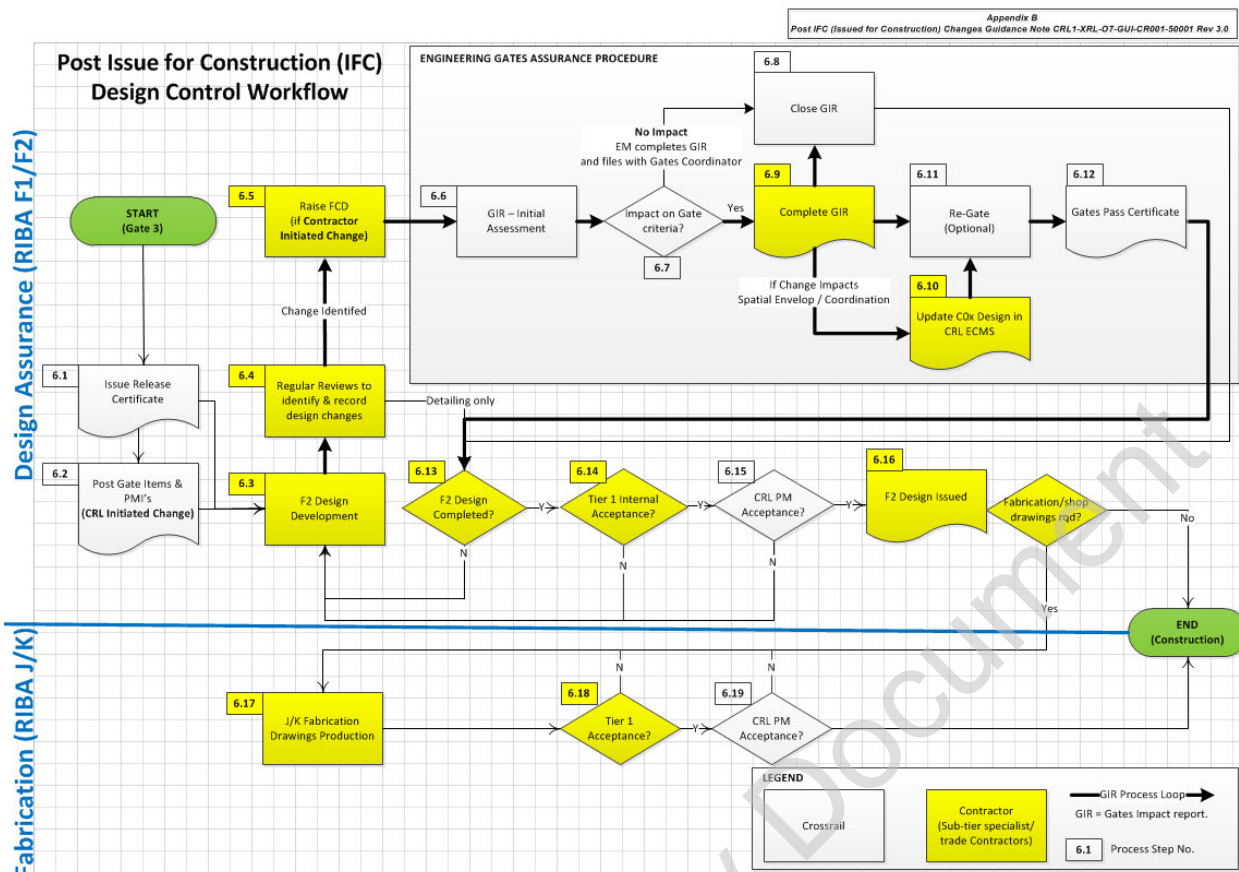 Appendix B
Post IFC (Issued for Construction) Changes Guidance Note CRL1-XRL-O7-GUI-CR001-50001 Rev 3.0
Post Issue for Construction (IFC)
Design Control Workflow
Design Assurance (RIBA F1/F2)
ENGINEERING GATES ASSURANCE PROCEDURE
6.8
Close GIR
No Impact
EM completes GIR
and files with Gates Coordinator
START
(Gate 3)
6.5
Raise FCD
(if Contractor
Initiated Change)
6.6
GIR – Initial
Assessment
Impact on Gate
criteria?
6.7
Yes
6.9
Complete GIR
6.11
Re-Gate
(Optional)
6.12
Gates Pass Certificate
If Change Impacts
Spatial Envelop / Coordination
6.10
Update C0x Design in
CRL ECMS
Change Identifed
6.1
Issue Release
Certificate
6.4
Regular Reviews to
identify & record
design changes
Detailing only
6.2
Post Gate Items &
PMI's
(CRL Initiated Change)
6.3
F2 Design
Development
6.13
F2 Design
Completed?
Y
N
6.14
Tier 1 Internal
Acceptance?
Y
N
6.15
CRL PM
Acceptance?
Y
N
6.16
F2 Design Issued
Fabrication/shop
drawings rqd?
No
Yes
END
(Construction)
Fabrication (RIBA J/K)
6.17
J/K Fabrication
Drawings Production
N
6.18
Tier 1
Acceptance?
Y
N
6.19
CRL PM
Acceptance?
LEGEND
Crossrail
Contractor
(Sub-tier specialist/
trade Contractors)
GIR Process Loop
GIR = Gates Impact report.
6.1
Process Step No.
Document